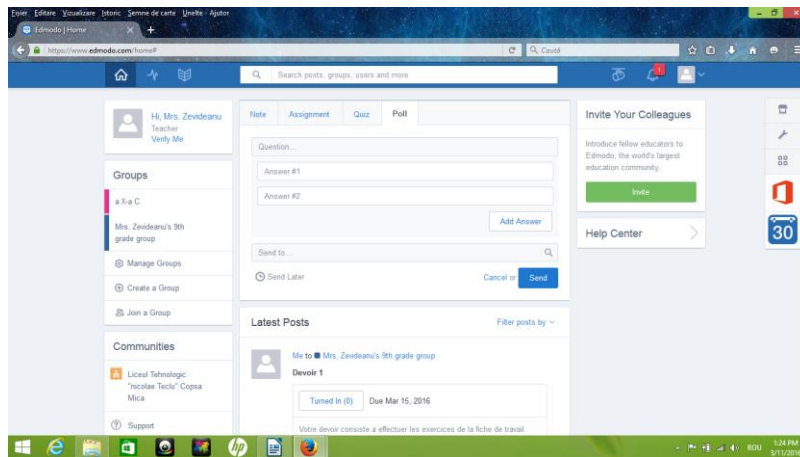 Fișier Editare Vizualizare Istoric Semne de carte Unelte Ajutor
Edmodo | Home
https://www.edmodo.com/home#
Caută
Search posts, groups, users and more
1
Hi, Mrs. Zevideanu
Teacher
Verify Me
Groups
a X-a C
Mrs. Zevideanu's 9th
grade group
Manage Groups
Create a Group
Join a Group
Communities
Liceul Tehnologic
"nicolae Teclu" Copsa
Mica
Support
Note Assignment Quiz Poll
Question...
Answer #1
Answer #2
Add Answer
Send to...
Send Later
Cancel or Send
Latest Posts
Filter posts by
Me to Mrs. Zevideanu's 9th grade group
Devoir 1
Turned In (0) Due Mar 15, 2016
Votre devoir consiste a effectuer les exercices de la fiche de travail
Invite Your Colleagues
Introduce fellow educators to
Edmodo, the world's largest
education community.
Invite
Help Center
30
ROU
1:24 PM
3/11/2016